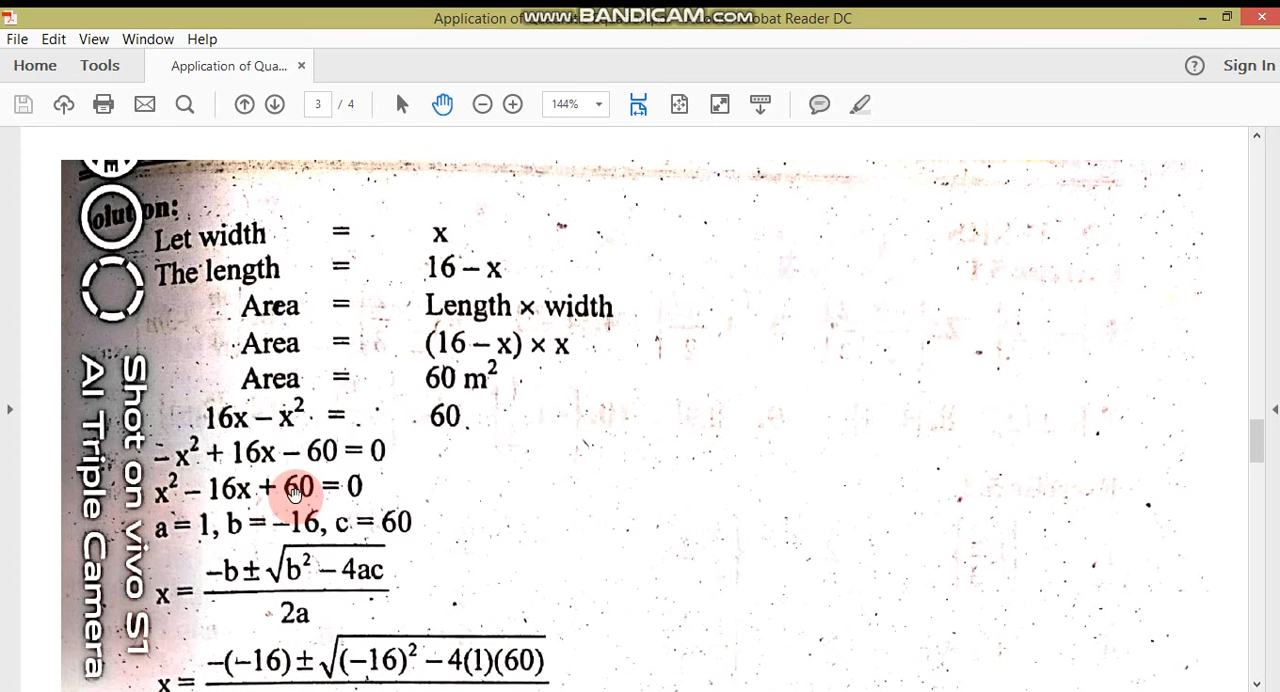 Application of
www.BANDICAM.com
obat Reader DC
File Edit View Window Help
Home Tools Application of Qua... × ? Sign In
3 / 4 144%
olution:
Let width = x
The length = 16 – x
Area = Length × width
Area = (16 – x) × x
Area = 60 m²
16x – x² = 60
–x² + 16x – 60 = 0
x² – 16x + 60 = 0
a = 1, b = –16, c = 60
x = –b ± √b² – 4ac / 2a
x = –(–16) ± √(–16)² – 4(1)(60)
Shot on vivo S1
AI Triple Camera